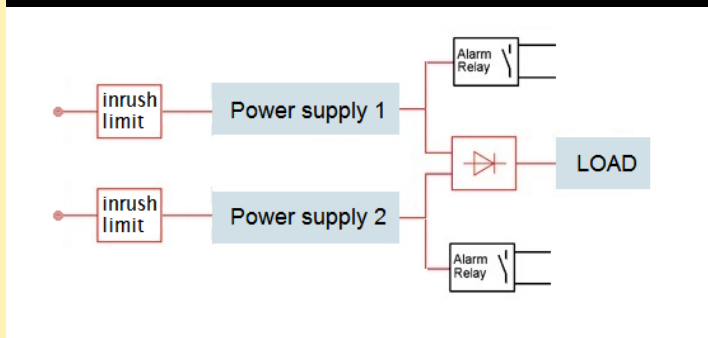 Alarm
Relay
inrush
limit
Power supply 1
LOAD
inrush
limit
Power supply 2
Alarm
Relay